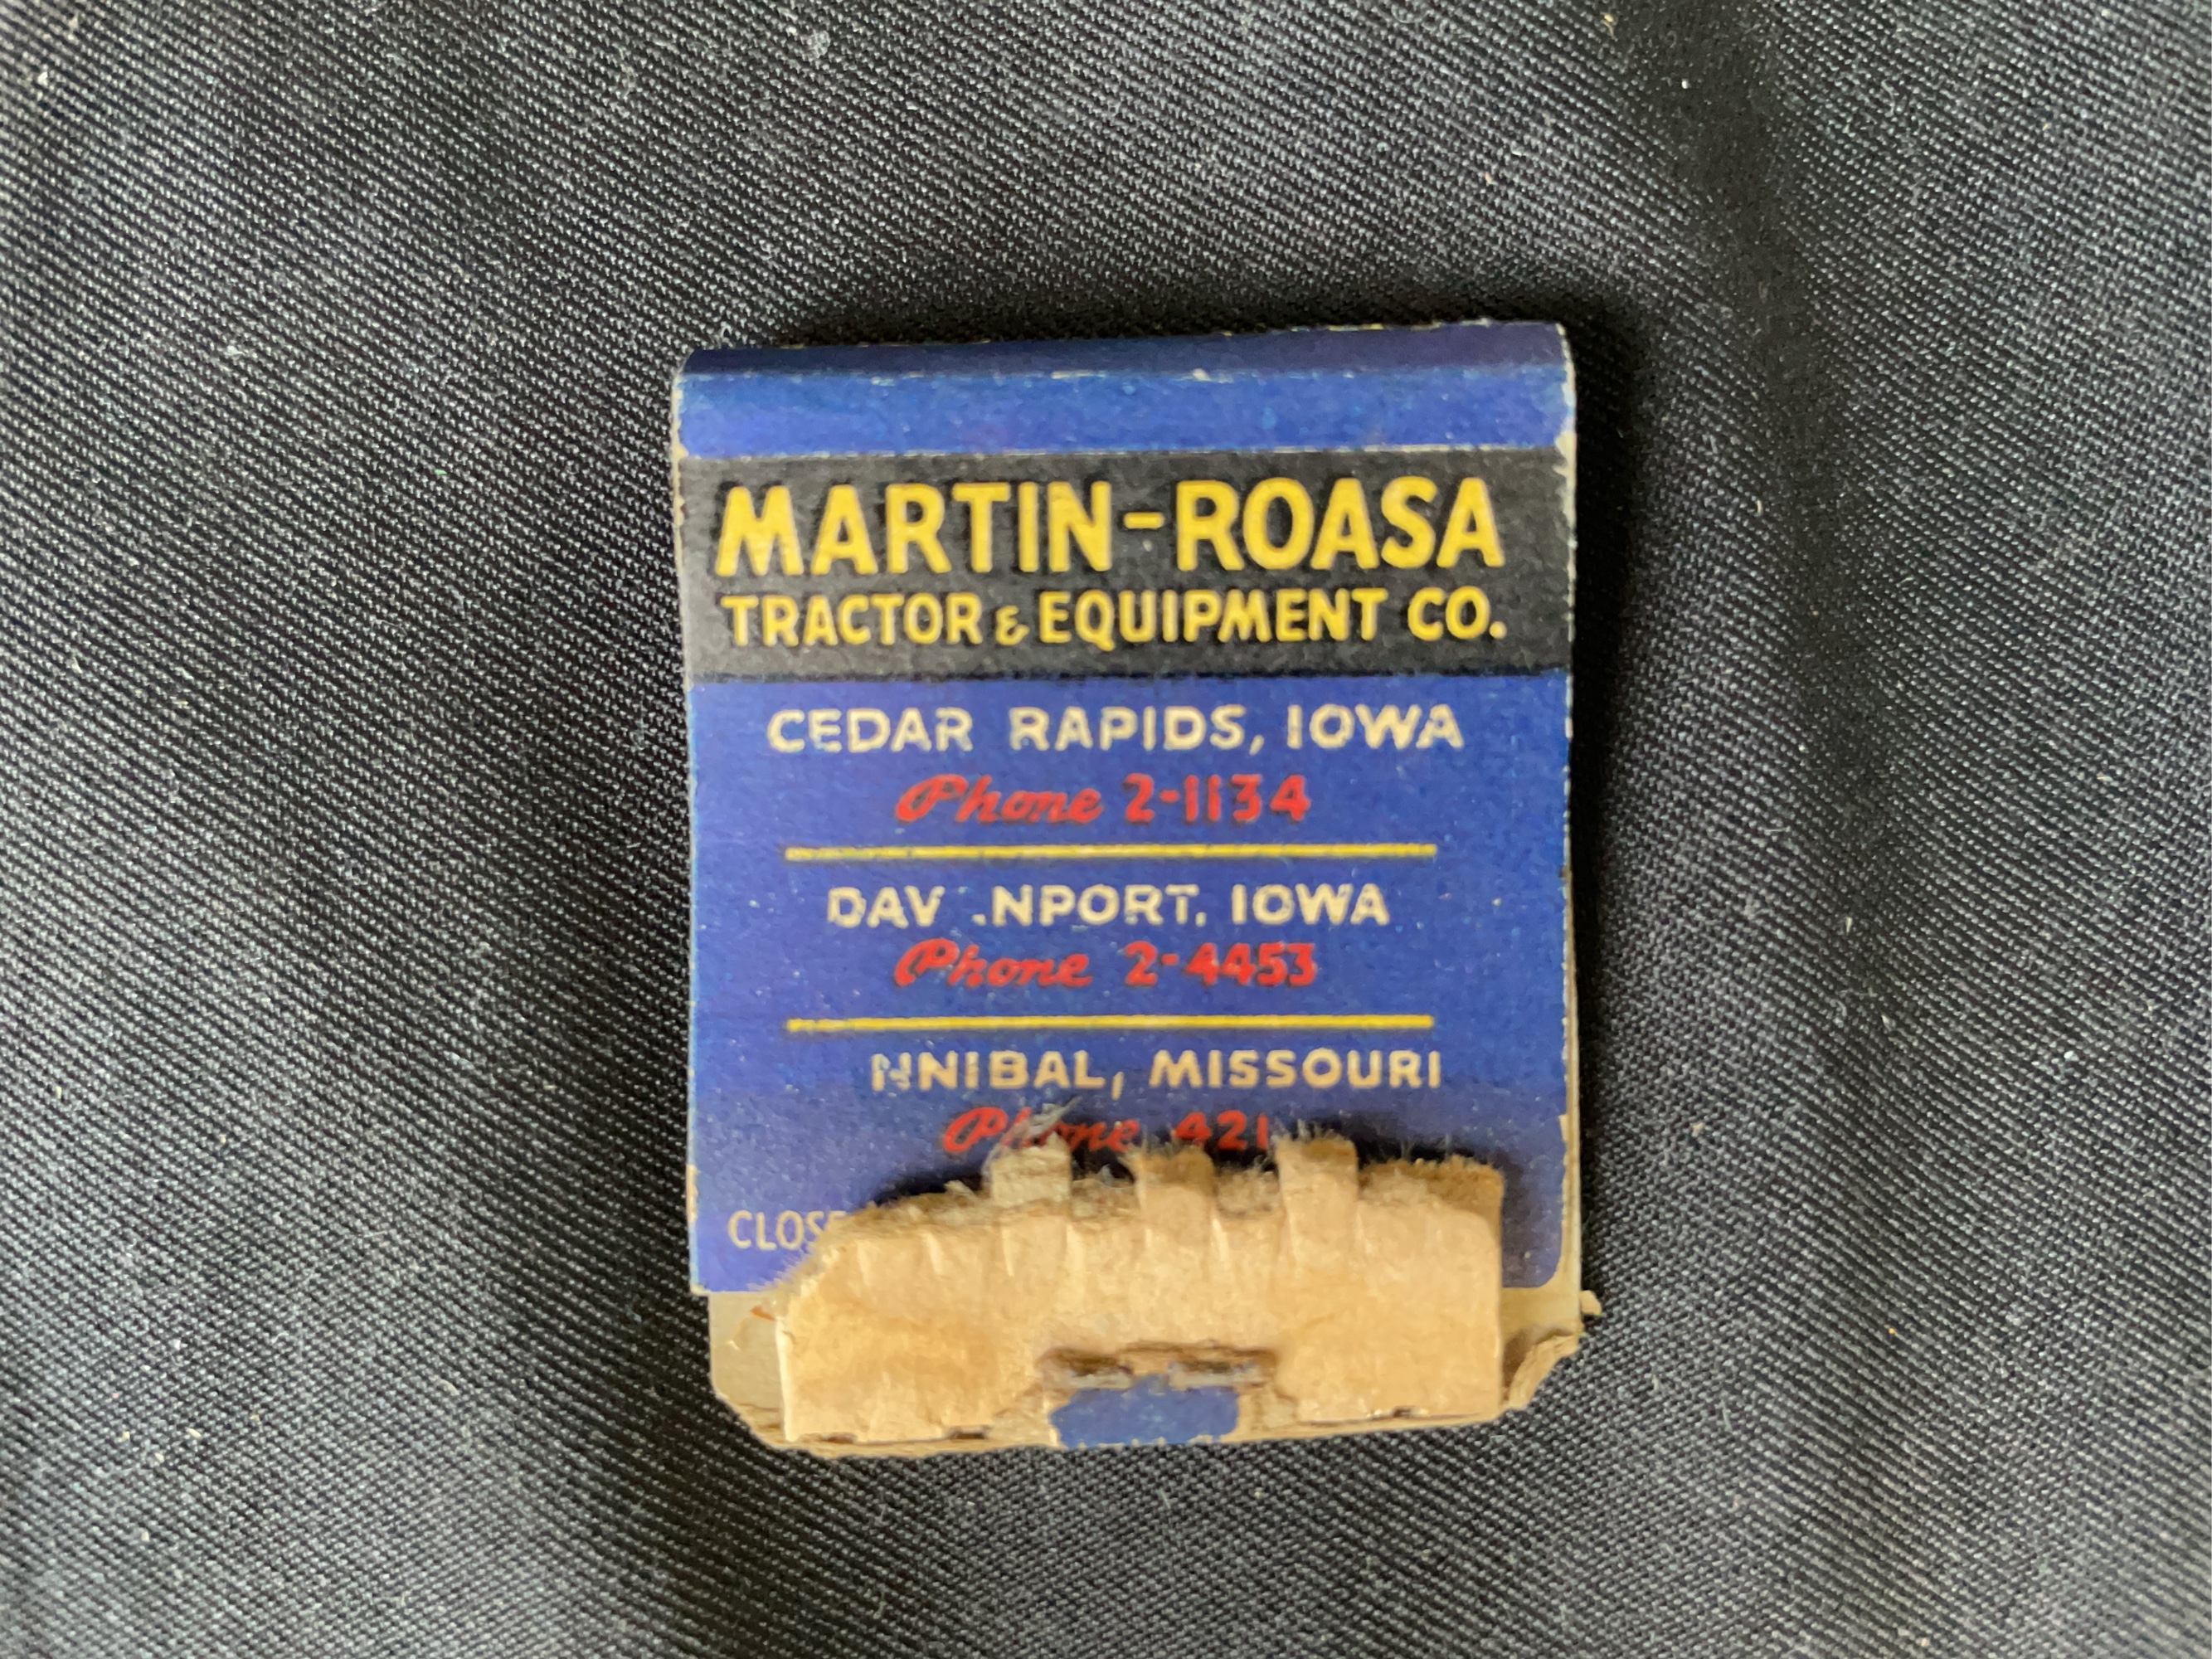 MARTIN-ROASA
TRACTOR & EQUIPMENT CO.
CEDAR RAPIDS, IOWA
Phone 2-1134
DAV NPORT, IOWA
Phone 2-4453
NNIBAL, MISSOURI
Phone 421
CLOSE